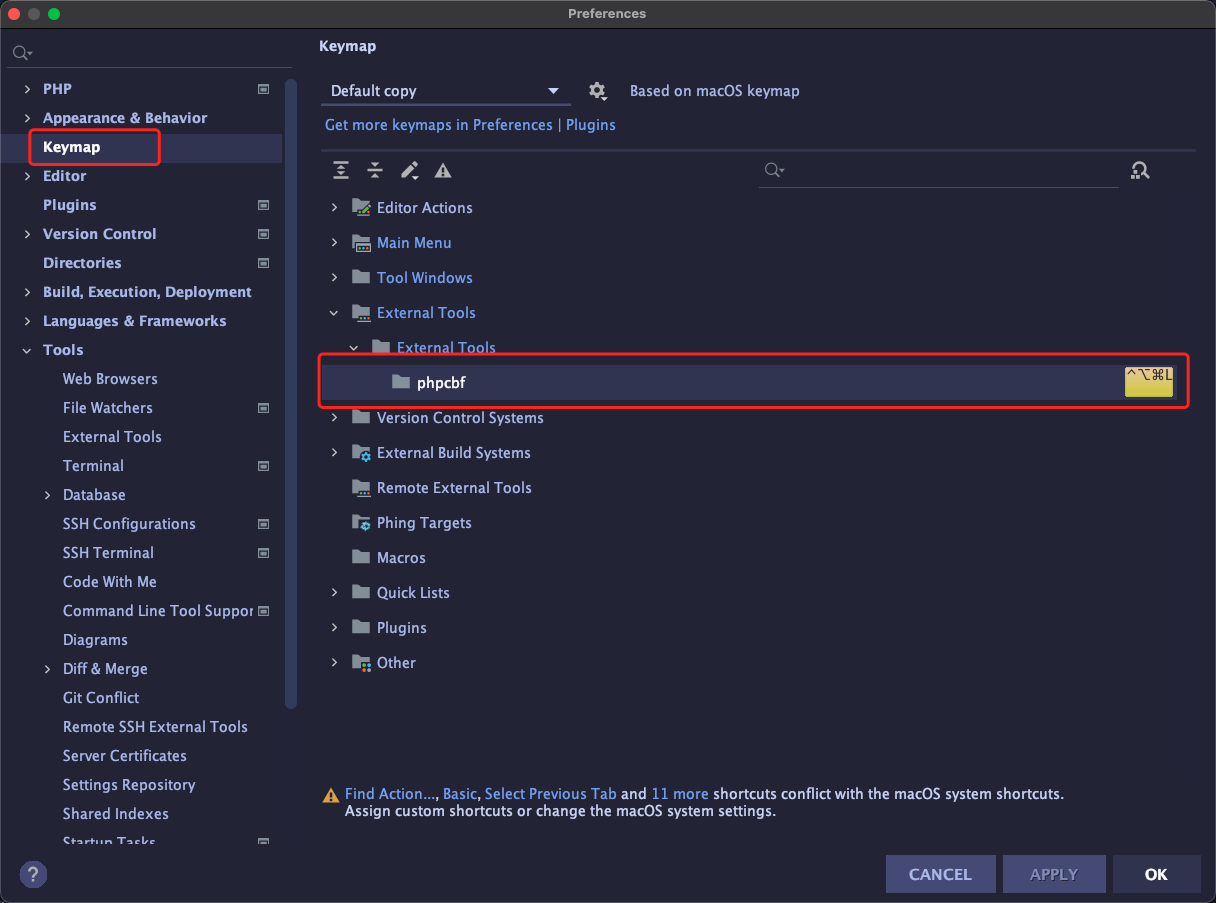 Preferences
PHP
Appearance & Behavior
Keymap
Editor
Plugins
Version Control
Directories
Build, Execution, Deployment
Languages & Frameworks
Tools
Web Browsers
File Watchers
External Tools
Terminal
Database
SSH Configurations
SSH Terminal
Code With Me
Command Line Tool Suppor
Diagrams
Diff & Merge
Git Conflict
Remote SSH External Tools
Server Certificates
Settings Repository
Shared Indexes
Startup Tasks
?
Keymap
Default copy
Based on macOS keymap
Get more keymaps in Preferences | Plugins
Editor Actions
Main Menu
Tool Windows
External Tools
External Tools
phpcbf ^⌥⌘L
Version Control Systems
External Build Systems
Remote External Tools
Phing Targets
Macros
Quick Lists
Plugins
Other
Find Action..., Basic, Select Previous Tab and 11 more shortcuts conflict with the macOS system shortcuts.
Assign custom shortcuts or change the macOS system settings.
CANCEL
APPLY
OK